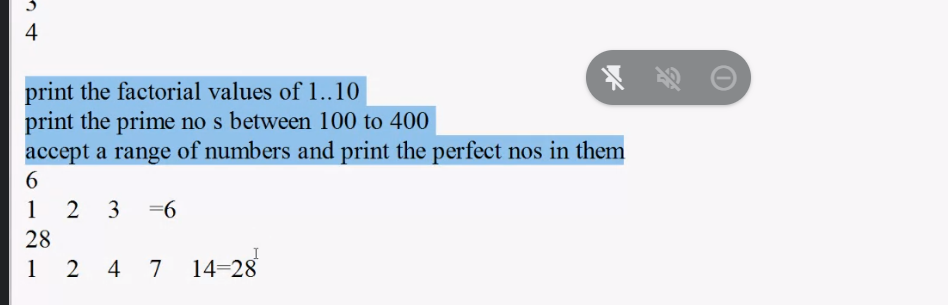 3
4
print the factorial values of 1..10
print the prime no s between 100 to 400
accept a range of numbers and print the perfect nos in them
6
1 2 3 =6
28
1 2 4 7 14=28